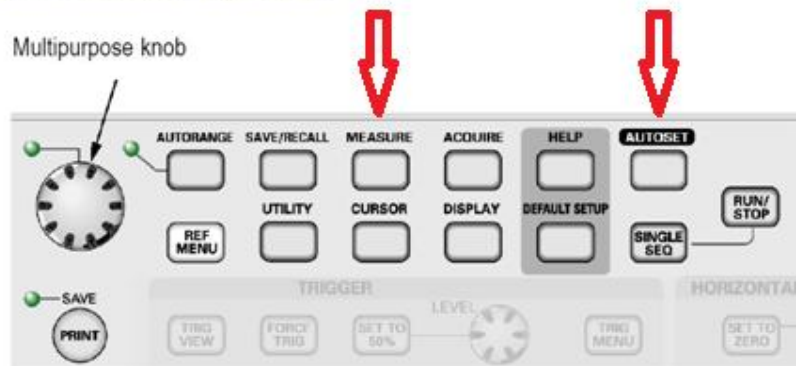 Multipurpose knob
AUTORANGE SAVE/RECALL MEASURE ACQUIRE HELP AUTOSET
UTILITY CURSOR DISPLAY DEFAULT SETUP
REF
MENU
SINGLE
SEQ
RUN/
STOP
SAVE
PRINT
TRIGGER
HORIZONTA
LEVEL
TRIG
VIEW
FORCE
TRIG
SET TO
50%
TRIG
MENU
SET TO
ZERO